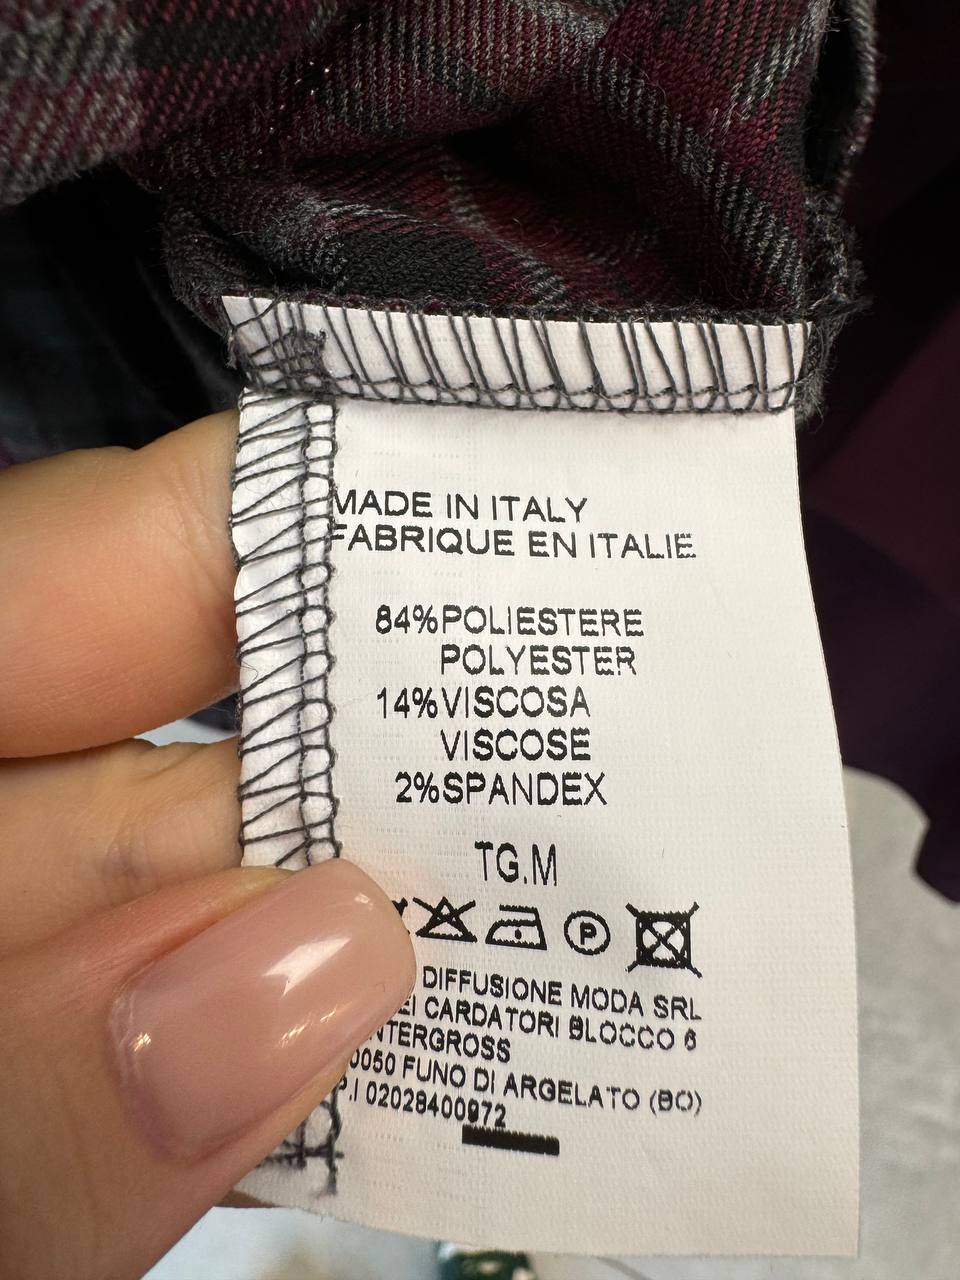 MADE IN ITALY
FABRIQUE EN ITALIE
84%POLIESTERE
POLYESTER
14%VISCOSA
VISCOSE
2%SPANDEX
TG.M
P
DIFFUSIONE MODA SRL
CARDATORI BLOCCO 6
FUNO DI ARGELATO (BO)
P.I 02028400972